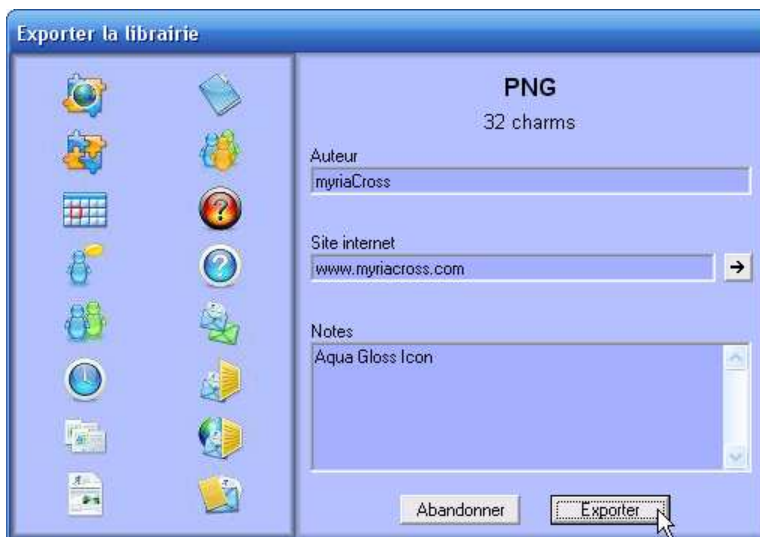 Exporter la librairie
PNG
32 charms
Auteur
myriaCross
Site internet
www.myriacross.com
Notes
Aqua Gloss Icon
Abandonner
Exporter